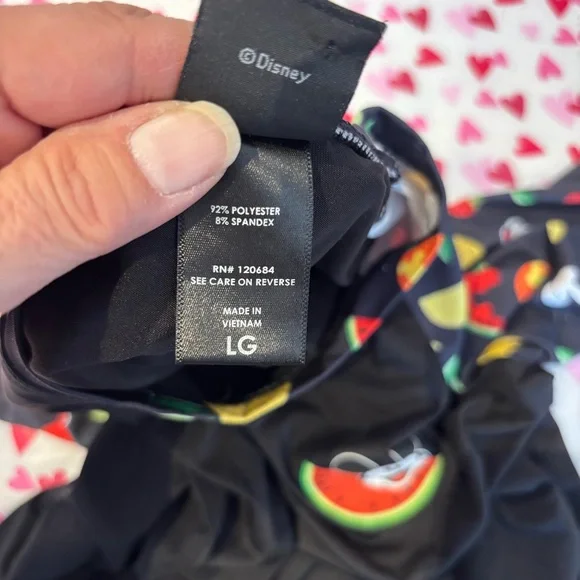 ©Disney
92% POLYESTER
8% SPANDEX
RN# 120684
SEE CARE ON REVERSE
MADE IN
VIETNAM
LG